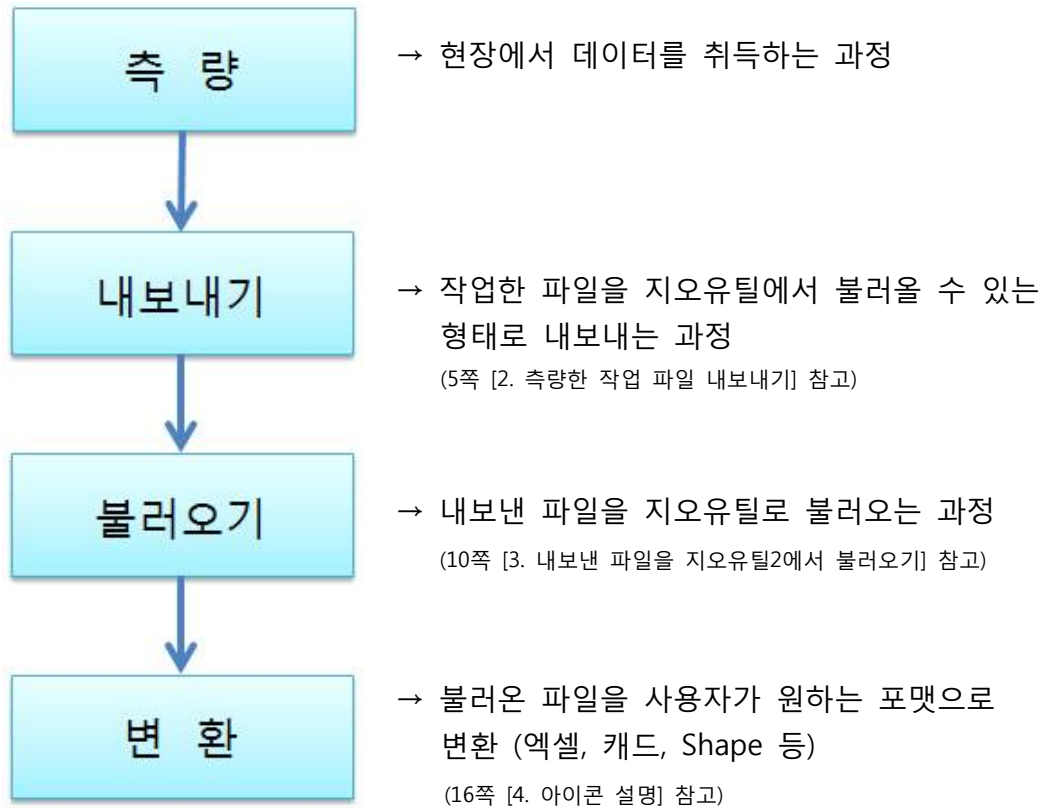 측 량
→ 현장에서 데이터를 취득하는 과정
내보내기
→ 작업한 파일을 지오유틸에서 불러올 수 있는
형태로 내보내는 과정
(5쪽 [2. 측량한 작업 파일 내보내기] 참고)
불러오기
→ 내보낸 파일을 지오유틸로 불러오는 과정
(10쪽 [3. 내보낸 파일을 지오유틸2에서 불러오기] 참고)
변 환
→ 불러온 파일을 사용자가 원하는 포맷으로
변환 (엑셀, 캐드, Shape 등)
(16쪽 [4. 아이콘 설명] 참고)